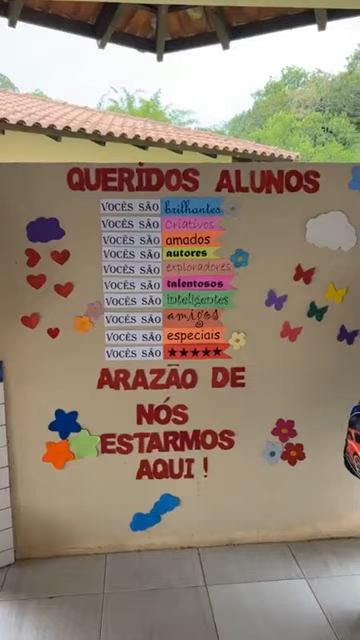 QUERIDOS ALUNOS
VOCÊS SÃO brilhantes
VOCÊS SÃO Criativos
VOCÊS SÃO amados
VOCÊS SÃO autores
VOCÊS SÃO exploradores
VOCÊS SÃO talentosos
VOCÊS SÃO inteligentes
VOCÊS SÃO amigos
VOCÊS SÃO especiais
VOCÊS SÃO ★★★★★
ARAZÃO DE
NÓS
ESTARMOS
AQUI !